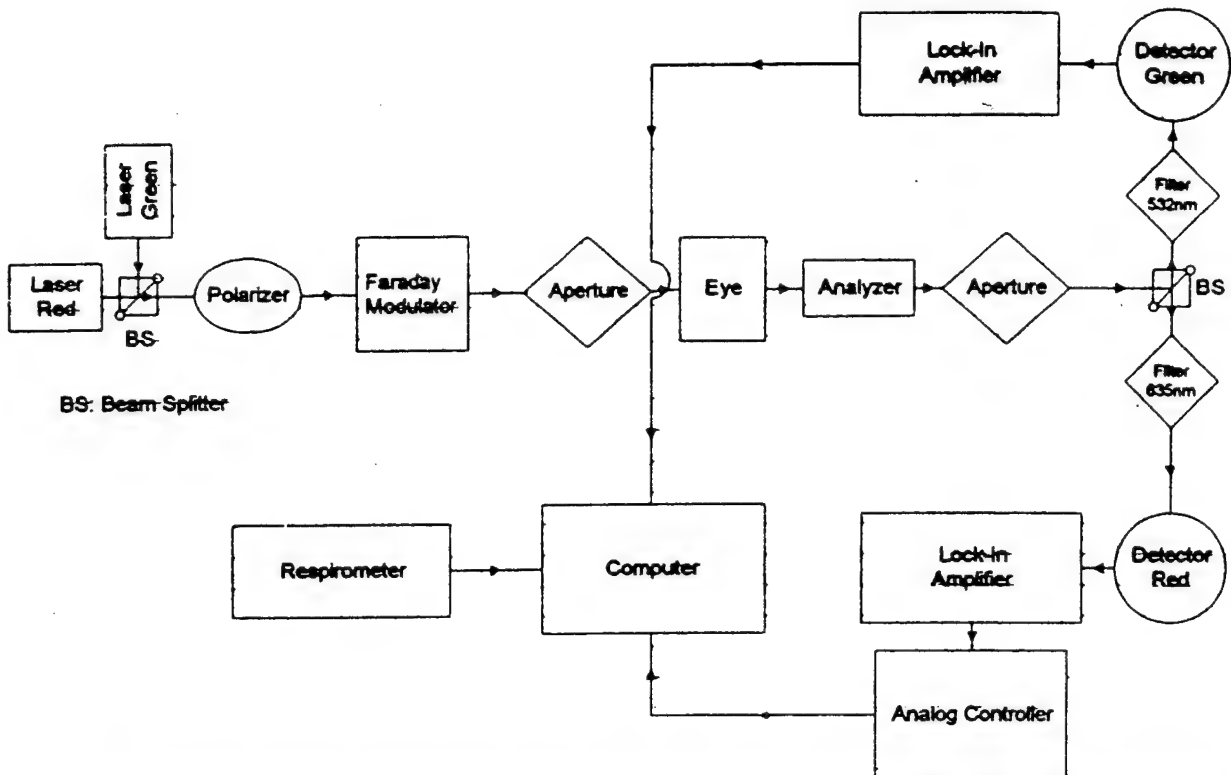 Lock-In
Amplifier
Detector
Green
Laser
Green
Filter
532nm
Laser
Red
BS
Polarizer
Faraday
Modulator
Aperture
Eye
Analyzer
Aperture
BS
Filter
635nm
BS: Beam Splitter
Respirometer
Computer
Lock-in
Amplifier
Detector
Red
Analog Controller